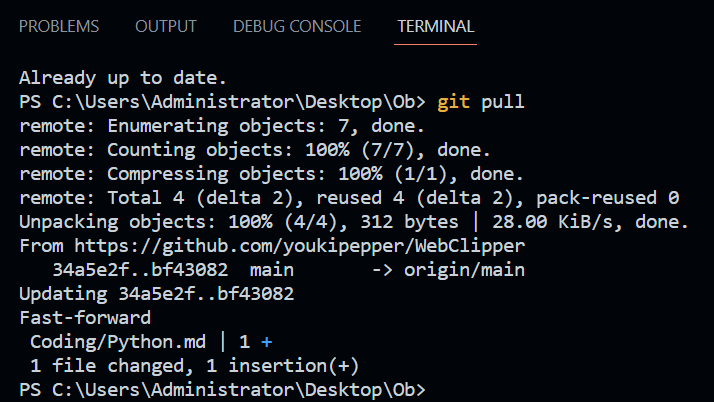 PROBLEMS OUTPUT DEBUG CONSOLE TERMINAL
Already up to date.
PS C:\Users\Administrator\Desktop\Ob> git pull
remote: Enumerating objects: 7, done.
remote: Counting objects: 100% (7/7), done.
remote: Compressing objects: 100% (1/1), done.
remote: Total 4 (delta 2), reused 4 (delta 2), pack-reused 0
Unpacking objects: 100% (4/4), 312 bytes | 28.00 KiB/s, done.
From https://github.com/youkipepper/WebClipper
   34a5e2f..bf43082  main       -> origin/main
Updating 34a5e2f..bf43082
Fast-forward
 Coding/Python.md | 1 +
 1 file changed, 1 insertion(+)
PS C:\Users\Administrator\Desktop\Ob>